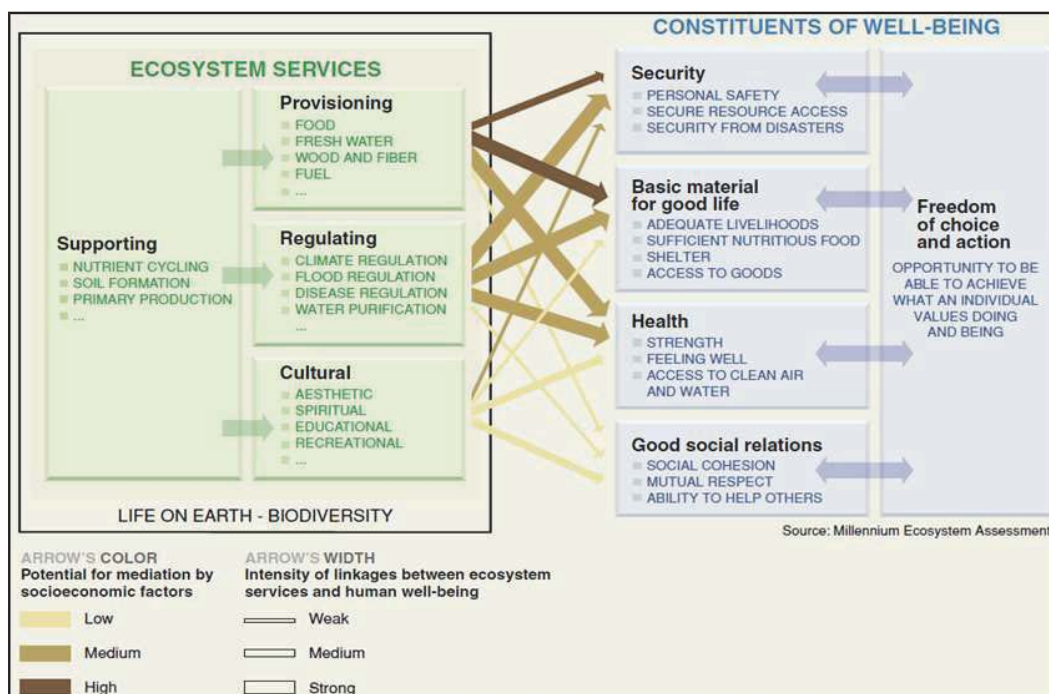 CONSTITUENTS OF WELL-BEING
ECOSYSTEM SERVICES
Supporting
NUTRIENT CYCLING
SOIL FORMATION
PRIMARY PRODUCTION
...
Provisioning
FOOD
FRESH WATER
WOOD AND FIBER
FUEL
...
Regulating
CLIMATE REGULATION
FLOOD REGULATION
DISEASE REGULATION
WATER PURIFICATION
...
Cultural
AESTHETIC
SPIRITUAL
EDUCATIONAL
RECREATIONAL
...
LIFE ON EARTH - BIODIVERSITY
Security
PERSONAL SAFETY
SECURE RESOURCE ACCESS
SECURITY FROM DISASTERS
Basic material
for good life
ADEQUATE LIVELIHOODS
SUFFICIENT NUTRITIOUS FOOD
SHELTER
ACCESS TO GOODS
Health
STRENGTH
FEELING WELL
ACCESS TO CLEAN AIR
AND WATER
Good social relations
SOCIAL COHESION
MUTUAL RESPECT
ABILITY TO HELP OTHERS
Freedom
of choice
and action
OPPORTUNITY TO BE
ABLE TO ACHIEVE
WHAT AN INDIVIDUAL
VALUES DOING
AND BEING
Source: Millennium Ecosystem Assessment
ARROW'S COLOR
Potential for mediation by
socioeconomic factors
Low
Medium
High
ARROW'S WIDTH
Intensity of linkages between ecosystem
services and human well-being
Weak
Medium
Strong